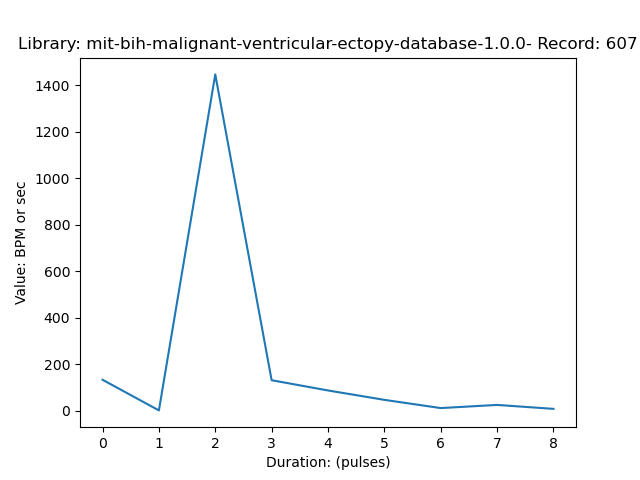 Library: mit-bih-malignant-ventricular-ectopy-database-1.0.0- Record: 607
1400
1200
1000
800
600
400
200
0
Value: BPM or sec
0 1 2 3 4 5 6 7 8
Duration: (pulses)